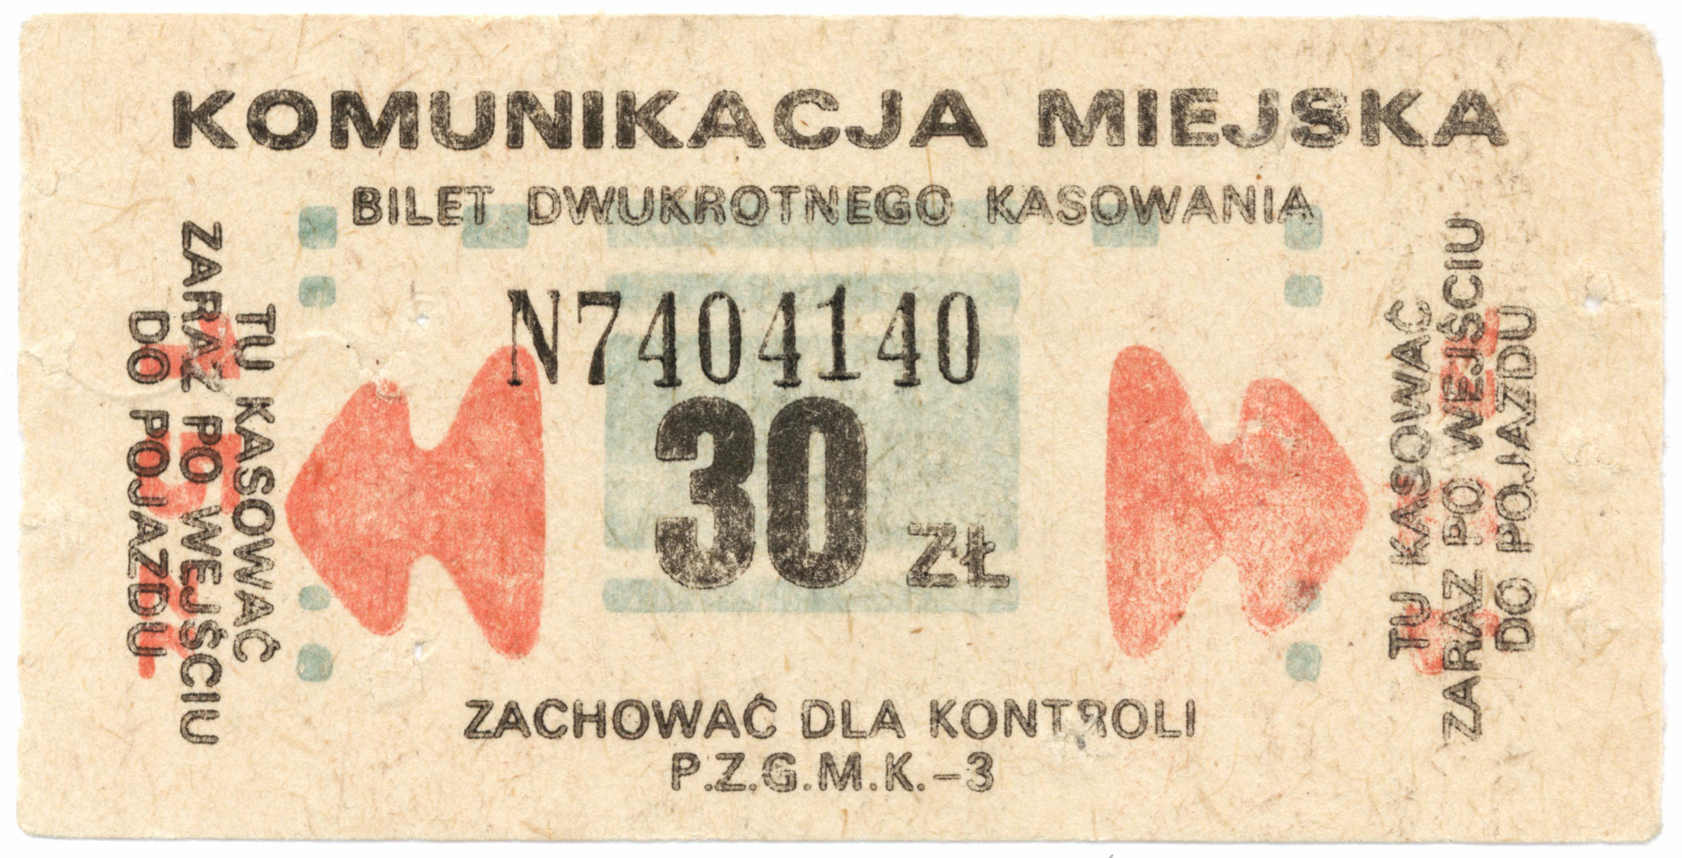 KOMUNIKACJA MIEJSKA
BILET DWUKROTNEGO KASOWANIA
TU KASOWAĆ
ZARAZ PO WEJŚCIU
DO POJAZDU
N7404140
30 ZŁ
TU KASOWAĆ
ZARAZ PO WEJŚCIU
DO POJAZDU
ZACHOWAĆ DLA KONTROLI
P.Z.G.M.K.-3